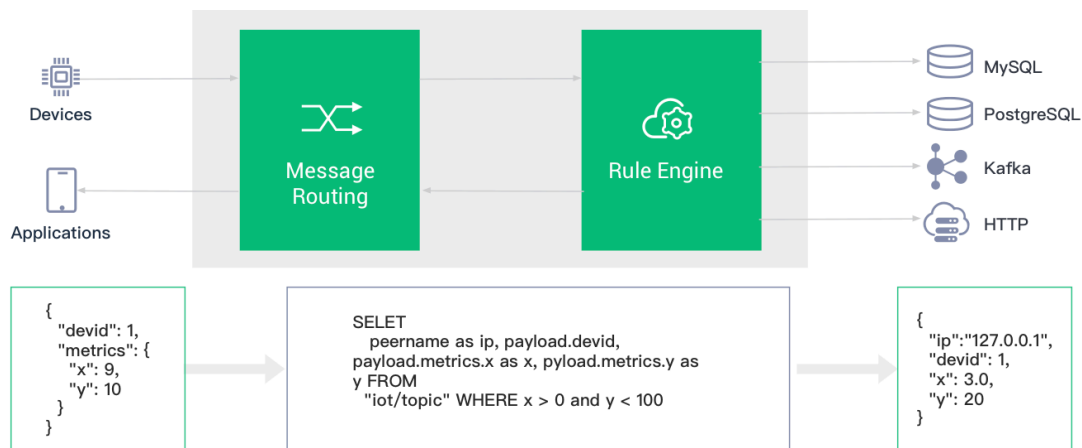 Devices
Applications
Message
Routing
Rule Engine
MySQL
PostgreSQL
Kafka
HTTP
{
"devid": 1,
"metrics": {
"x": 9,
"y": 10
}
}
SELET
peername as ip, payload.devid,
payload.metrics.x as x, pyload.metrics.y as
y FROM
"iot/topic" WHERE x > 0 and y < 100
{
"ip":"127.0.0.1",
"devid": 1,
"x": 3.0,
"y": 20
}